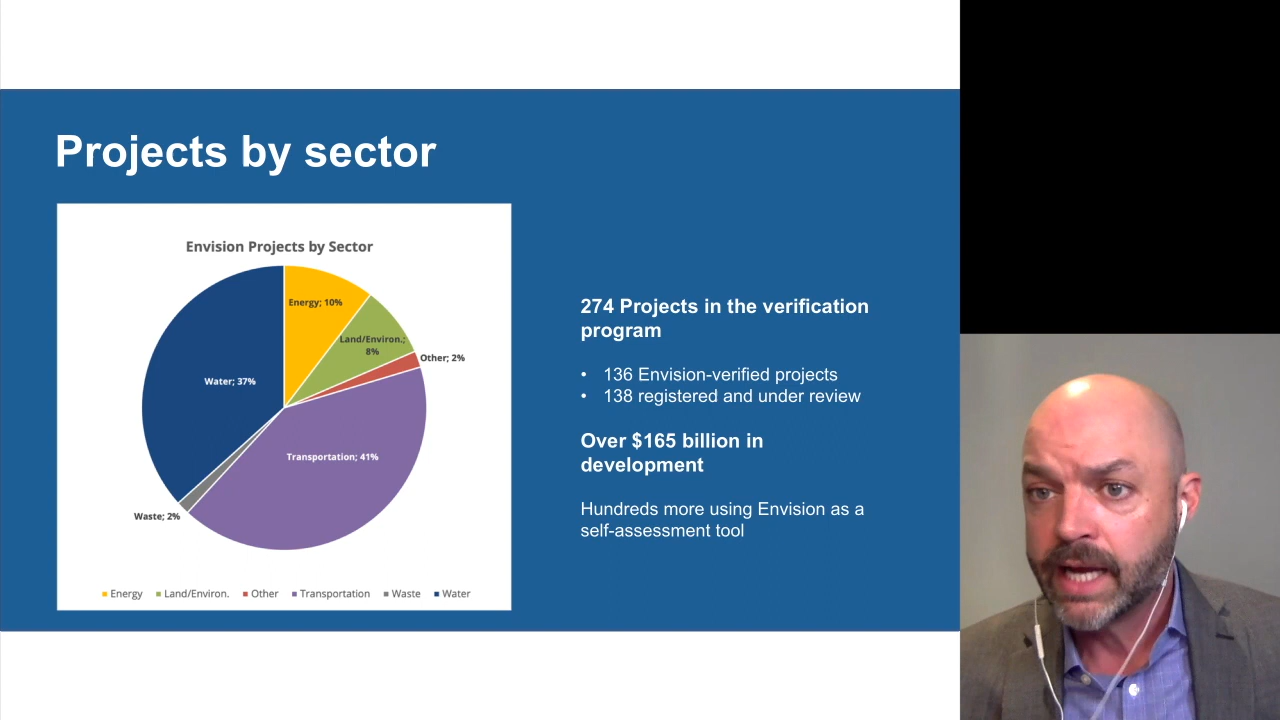 Projects by sector
Envision Projects by Sector
Energy; 10%
Land/Environ.;
8%
Other; 2%
Water; 37%
Transportation; 41%
Waste; 2%
Energy
Land/Environ.
Other
Transportation
Waste
Water
274 Projects in the verification
program
• 136 Envision-verified projects
• 138 registered and under review
Over $165 billion in
development
Hundreds more using Envision as a
self-assessment tool